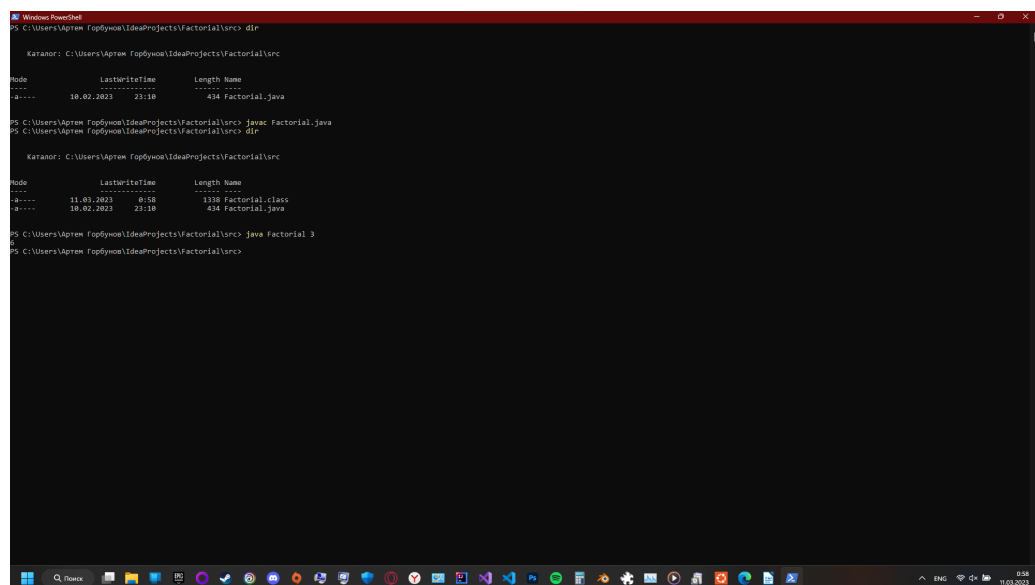 Windows PowerShell
PS C:\Users\Артем Горбунов\IdeaProjects\Factorial\src> dir
Каталог: C:\Users\Артем Горбунов\IdeaProjects\Factorial\src
Mode LastWriteTime Length Name
---- ------------- ------ ----
-a---- 10.02.2023 23:10 434 Factorial.java
PS C:\Users\Артем Горбунов\IdeaProjects\Factorial\src> javac Factorial.java
PS C:\Users\Артем Горбунов\IdeaProjects\Factorial\src> dir
Каталог: C:\Users\Артем Горбунов\IdeaProjects\Factorial\src
Mode LastWriteTime Length Name
---- ------------- ------ ----
-a---- 11.03.2023 0:58 1338 Factorial.class
-a---- 10.02.2023 23:10 434 Factorial.java
PS C:\Users\Артем Горбунов\IdeaProjects\Factorial\src> java Factorial 3
6
PS C:\Users\Артем Горбунов\IdeaProjects\Factorial\src>
Поиск
ENG
0:58
11.03.2023